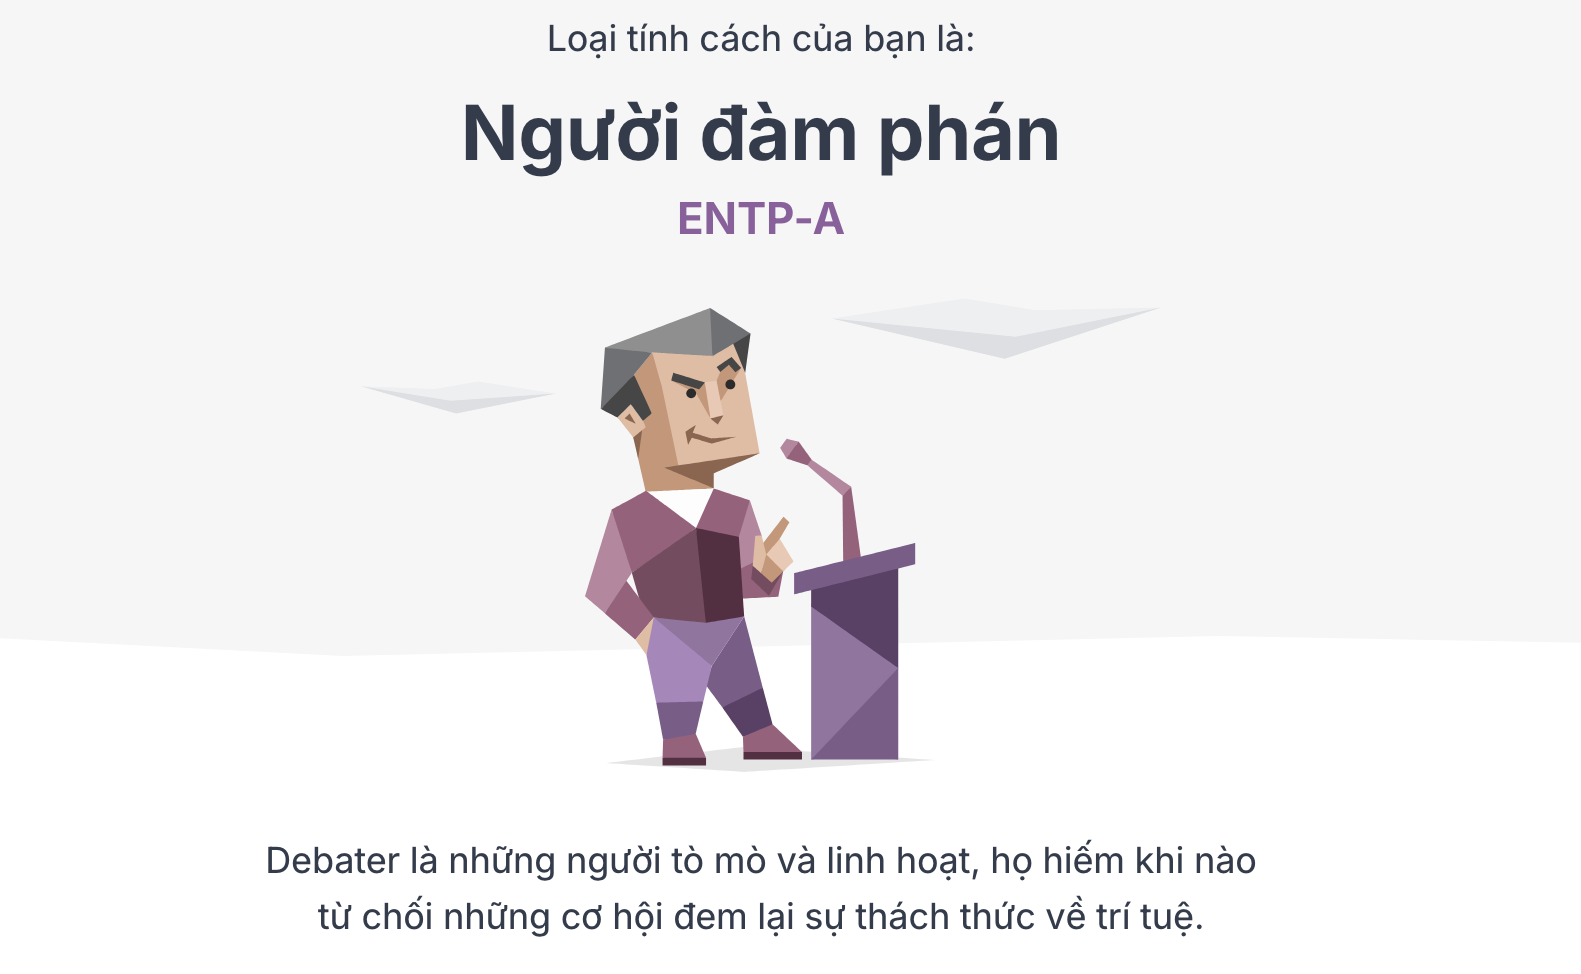 Loại tính cách của bạn là:
Người đàm phán
ENTP-A
Debater là những người tò mò và linh hoạt, họ hiếm khi nào
từ chối những cơ hội đem lại sự thách thức về trí tuệ.